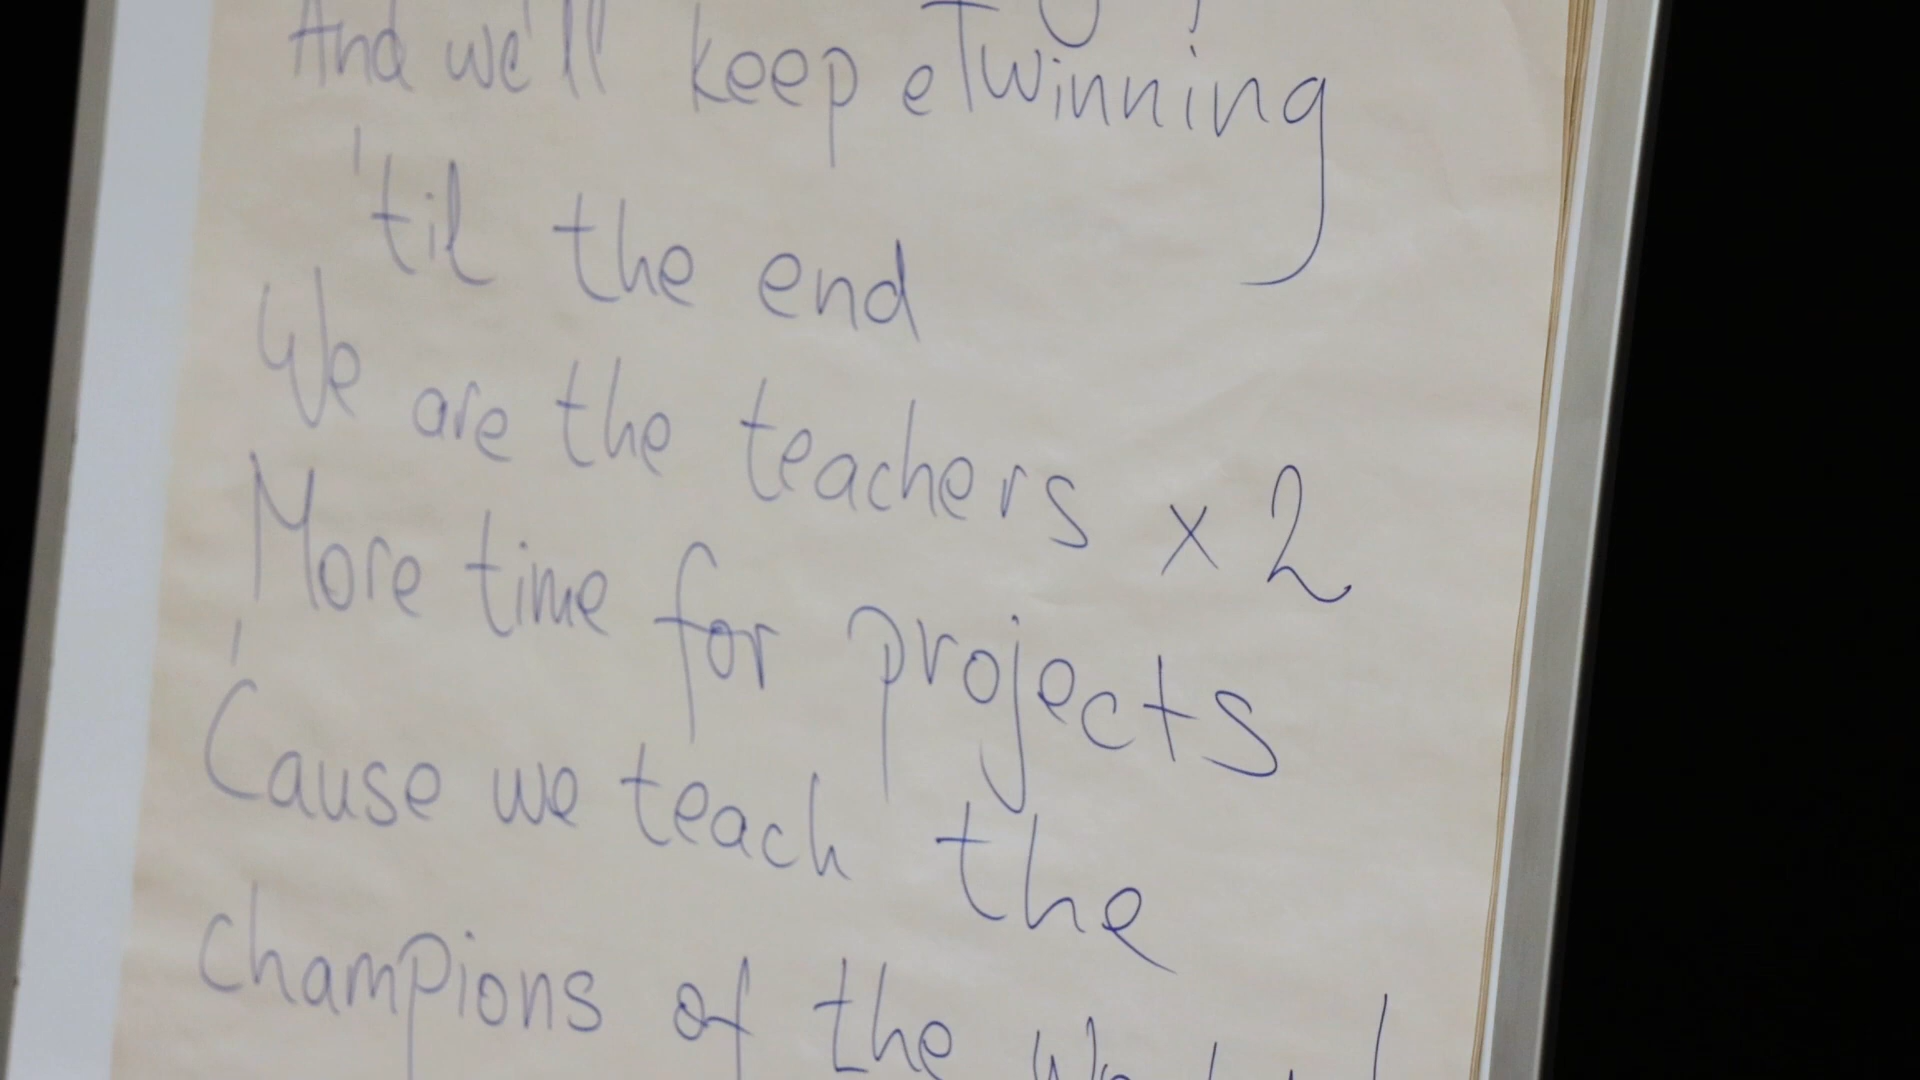 And we'll keep eTwinning
'til the end
We are the teachers x 2
More time for projects
'Cause we teach the
champions of the